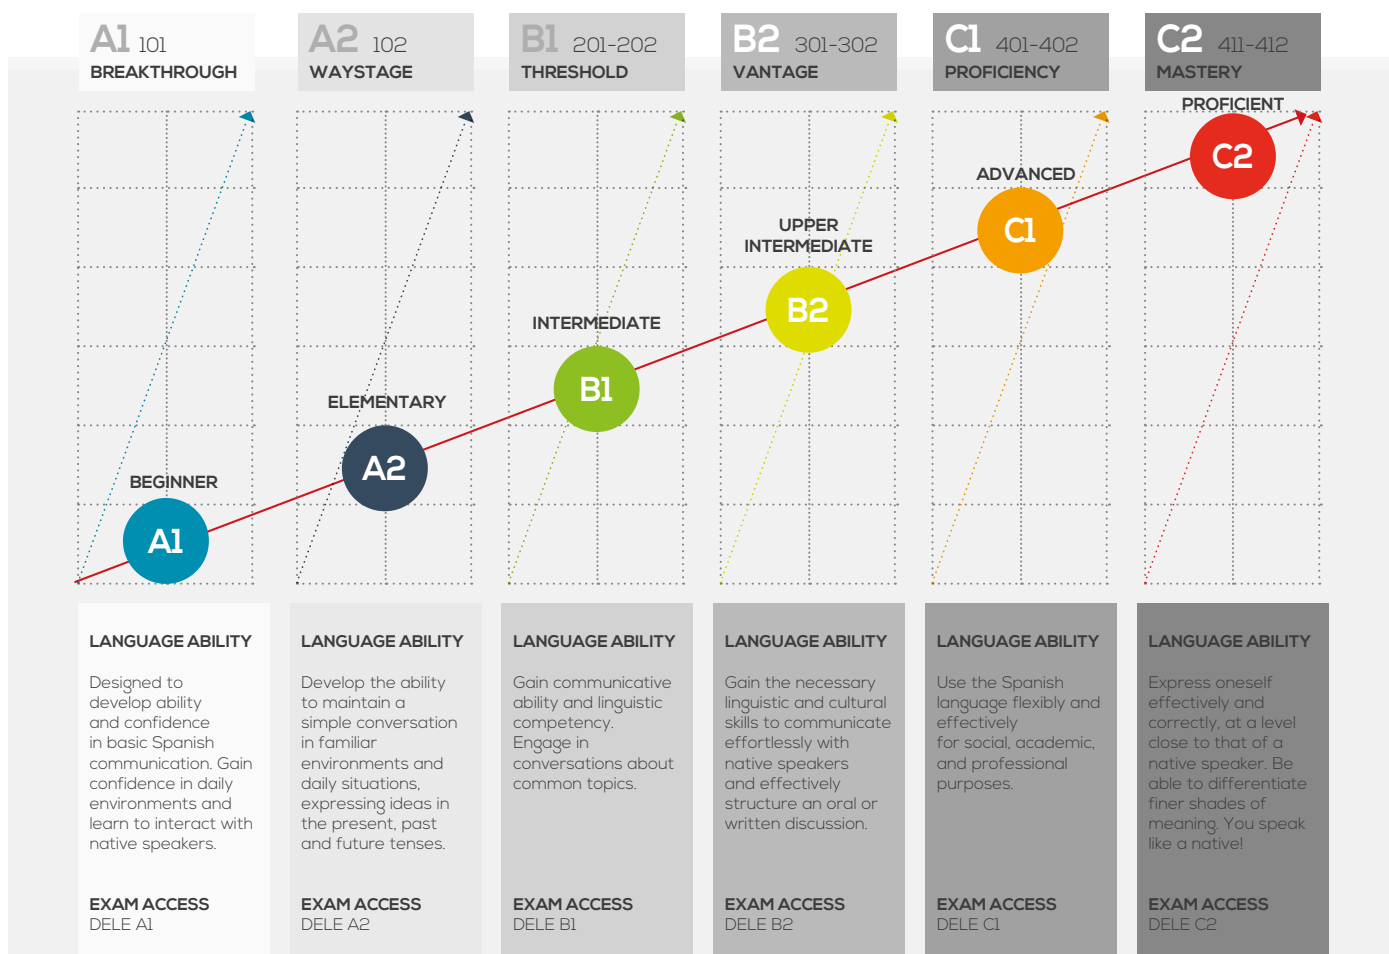 A1 101
BREAKTHROUGH
A2 102
WAYSTAGE
B1 201-202
THRESHOLD
B2 301-302
VANTAGE
C1 401-402
PROFICIENCY
C2 411-412
MASTERY
PROFICIENT
C2
ADVANCED
C1
UPPER
INTERMEDIATE
B2
INTERMEDIATE
B1
ELEMENTARY
A2
BEGINNER
A1
LANGUAGE ABILITY
Designed to
develop ability
and confidence
in basic Spanish
communication. Gain
confidence in daily
environments and
learn to interact with
native speakers.
EXAM ACCESS
DELE A1
LANGUAGE ABILITY
Develop the ability
to maintain a
simple conversation
in familiar
environments and
daily situations,
expressing ideas in
the present, past
and future tenses.
EXAM ACCESS
DELE A2
LANGUAGE ABILITY
Gain communicative
ability and linguistic
competency.
Engage in
conversations about
common topics.
EXAM ACCESS
DELE B1
LANGUAGE ABILITY
Gain the necessary
linguistic and cultural
skills to communicate
effortlessly with
native speakers
and effectively
structure an oral or
written discussion.
EXAM ACCESS
DELE B2
LANGUAGE ABILITY
Use the Spanish
language flexibly and
effectively
for social, academic,
and professional
purposes.
EXAM ACCESS
DELE C1
LANGUAGE ABILITY
Express oneself
effectively and
correctly, at a level
close to that of a
native speaker. Be
able to differentiate
finer shades of
meaning. You speak
like a native!
EXAM ACCESS
DELE C2